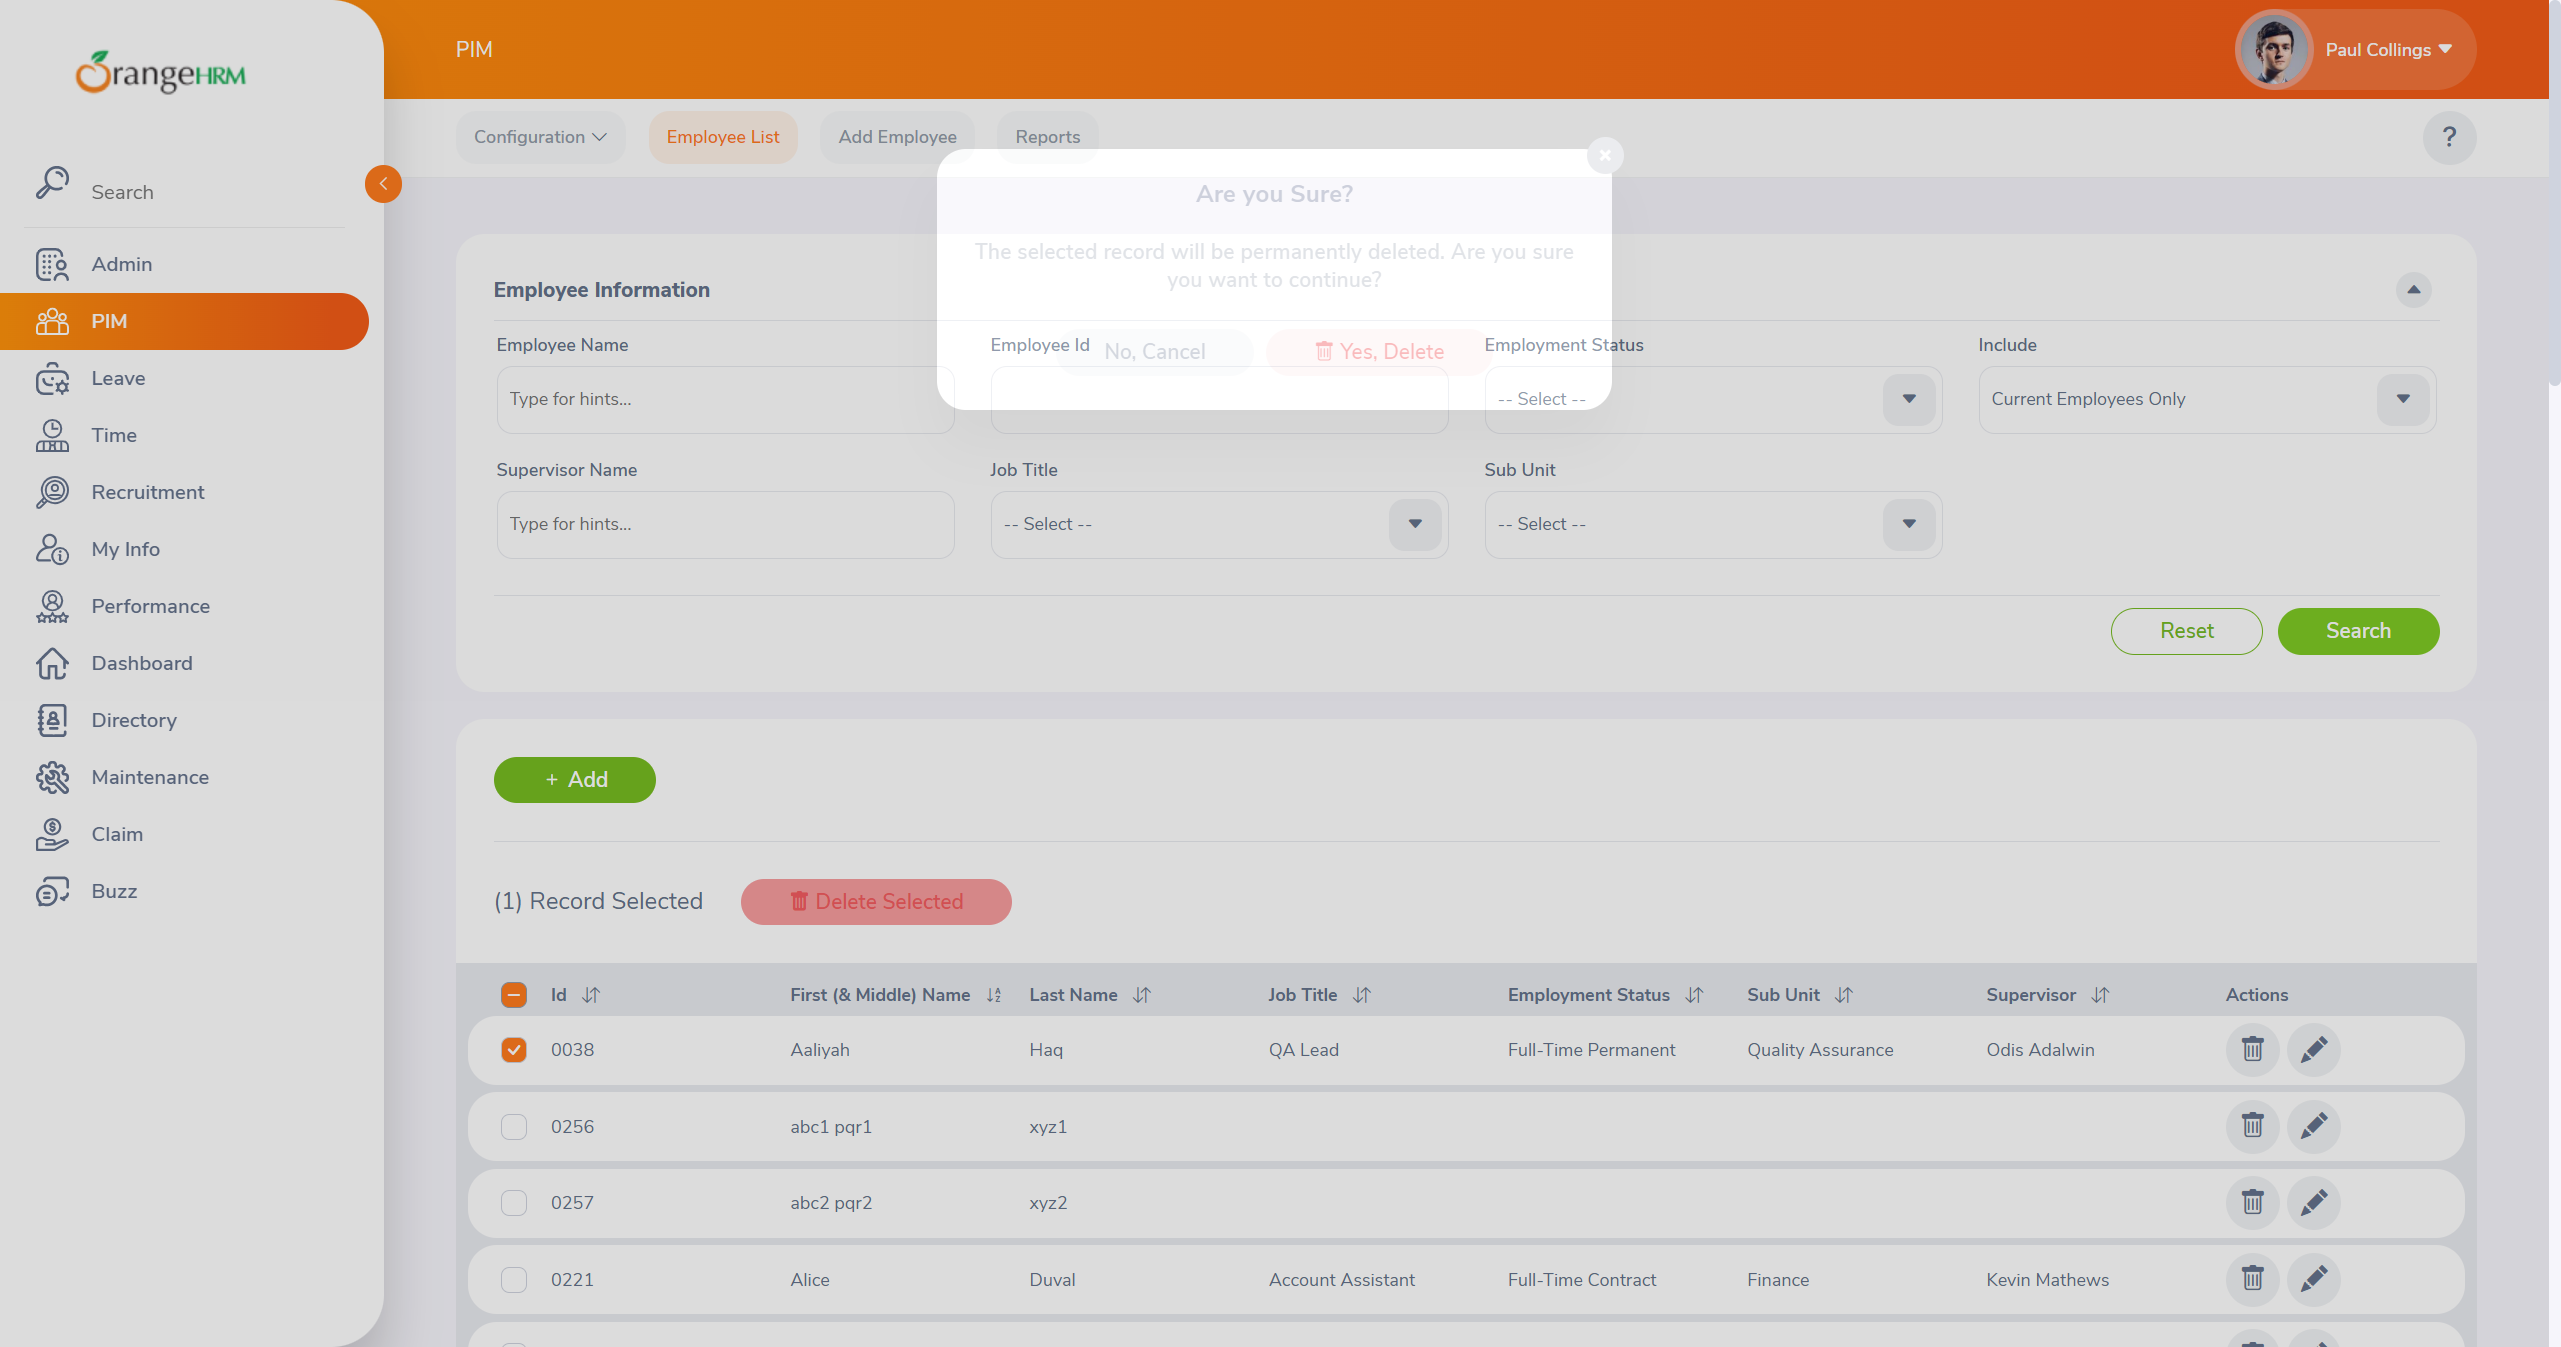 OrangeHRM
PIM
Paul Collings
Search
Admin
PIM
Leave
Time
Recruitment
My Info
Performance
Dashboard
Directory
Maintenance
Claim
Buzz
Configuration
Employee List
Add Employee
Reports
?
Are you Sure?
The selected record will be permanently deleted. Are you sure
you want to continue?
No, Cancel
Yes, Delete
Employee Information
Employee Name
Employee Id
Employment Status
Include
Type for hints...
-- Select --
Current Employees Only
Supervisor Name
Job Title
Sub Unit
Type for hints...
-- Select --
-- Select --
Reset
Search
+ Add
(1) Record Selected
Delete Selected
Id First (& Middle) Name Last Name Job Title Employment Status Sub Unit Supervisor Actions
0038 Aaliyah Haq QA Lead Full-Time Permanent Quality Assurance Odis Adalwin
0256 abc1 pqr1 xyz1
0257 abc2 pqr2 xyz2
0221 Alice Duval Account Assistant Full-Time Contract Finance Kevin Mathews